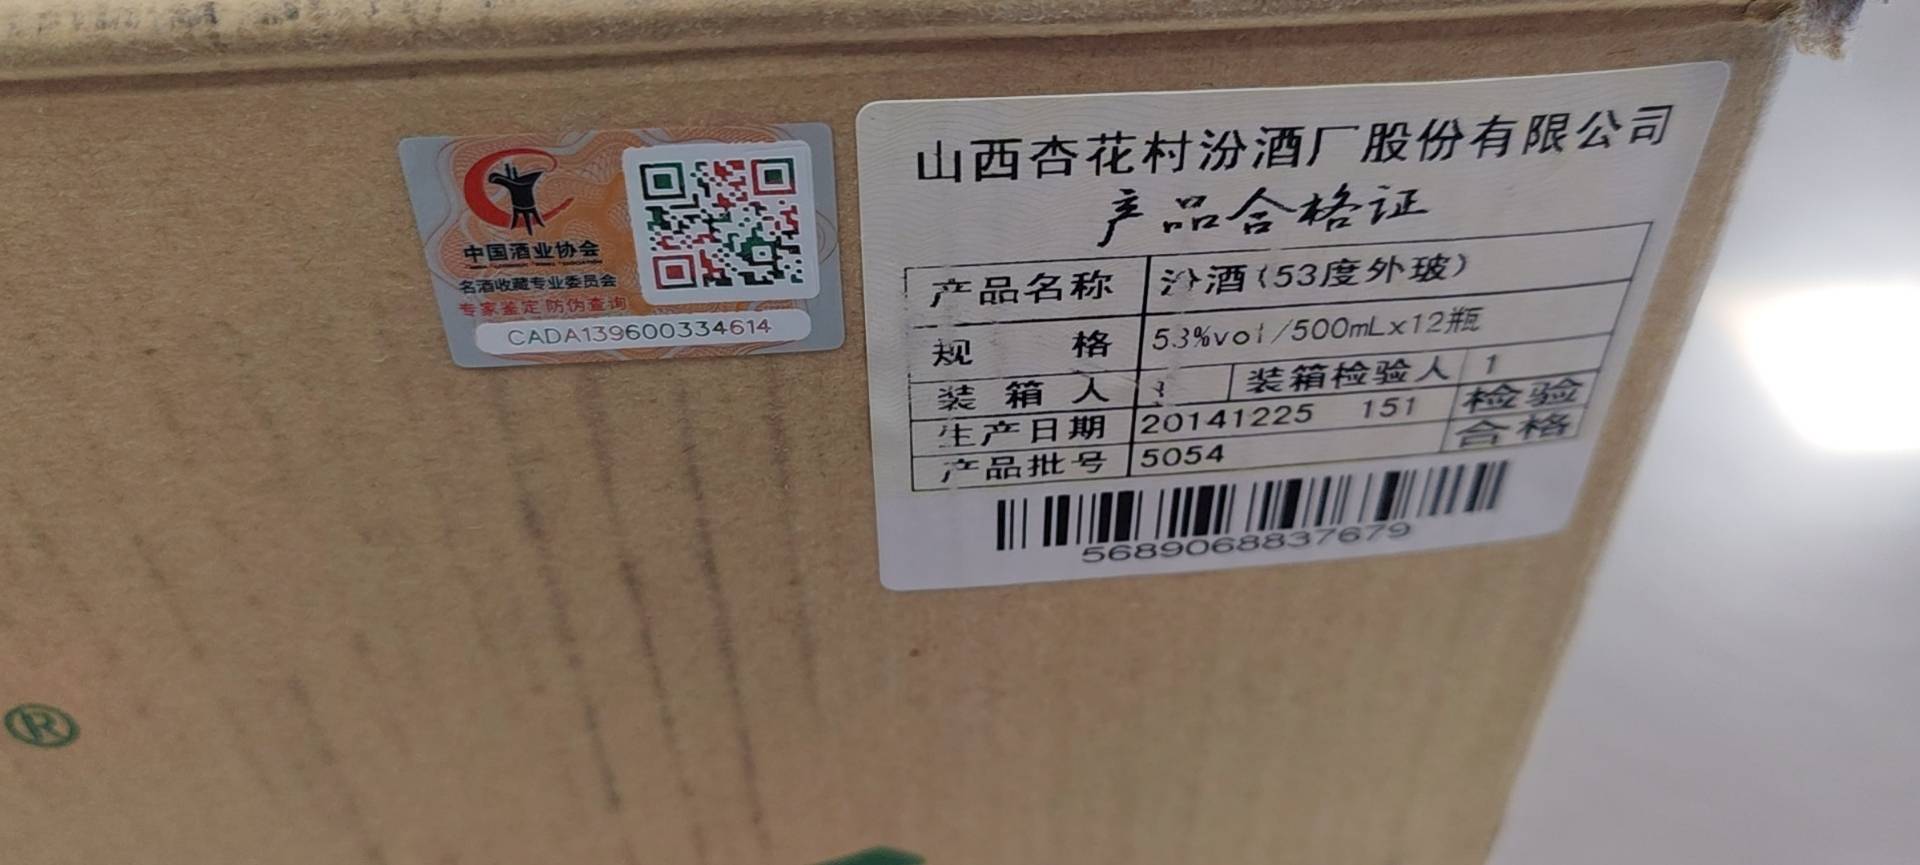 中国酒业协会
名酒收藏专业委员会
专家鉴定 防伪查询
CADA139600334614
山西杏花村汾酒厂股份有限公司
产品合格证
产品名称 汾酒(53度外玻)
规 格 53%vol/500mLx12瓶
装 箱 人 装箱检验人 1
生产日期 20141225 151 检验
产品批号 5054 合格
5689068837679
®